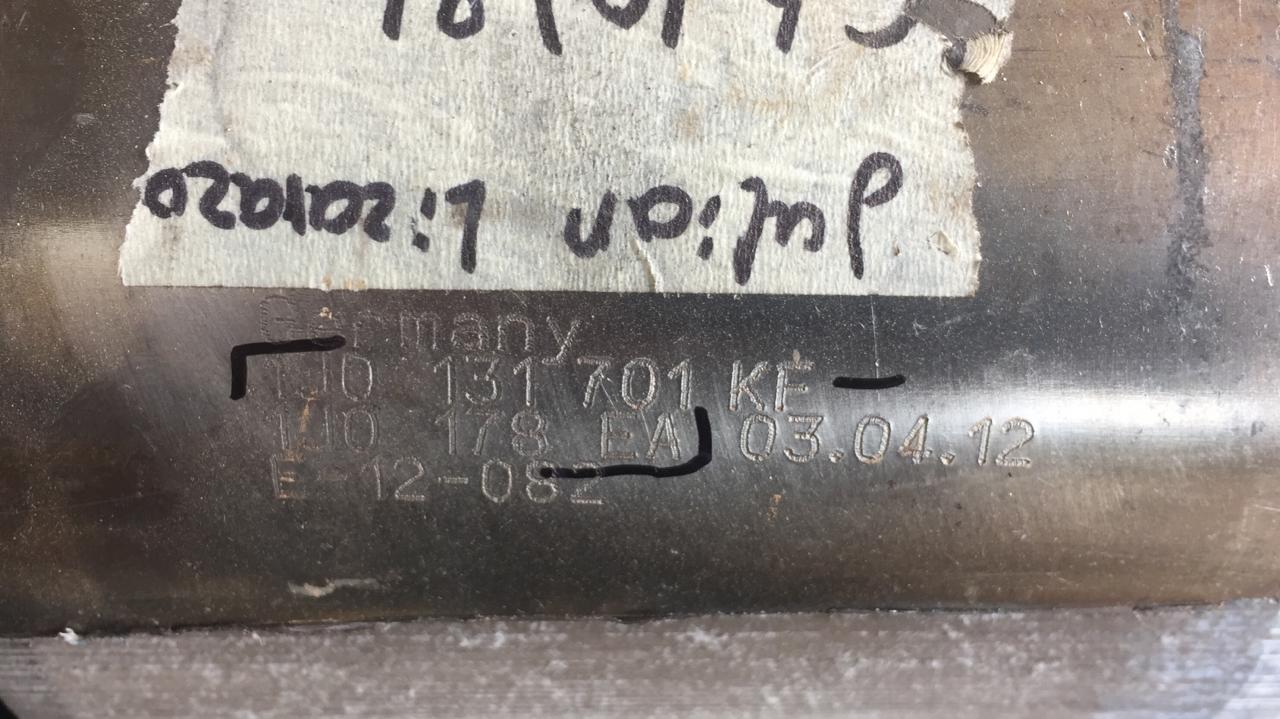 Julian Lizarazo
Germany
1J0 131 701 KF
1J0 178 EA 03.04.12
E-12-082